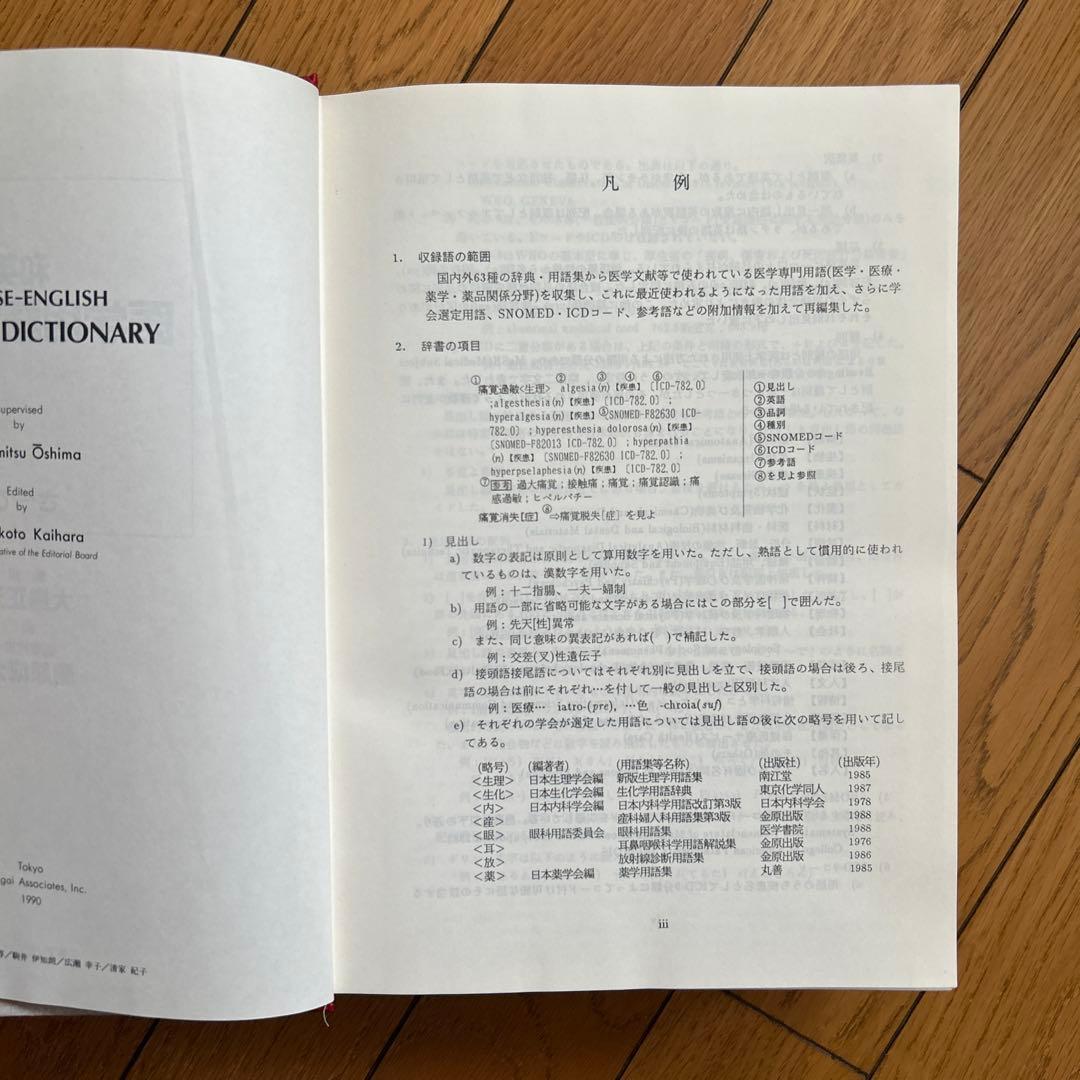 SE-ENGLISH
DICTIONARY
upervised
by
mitsu Ōshima
Edited
by
koto Kaihara
ative of the Editorial Board
Tokyo
gai Associates, Inc.
1990
／駒井 伊知朗／広瀬 幸子／清家 紀子
凡 例
1. 収録語の範囲
国内外63種の辞典・用語集から医学文献等で使われている医学専門用語(医学・医療・
薬学・薬品関係分野)を収集し、これに最近使われるようになった用語を加え、さらに学
会選定用語、SNOMED・ICDコード、参考語などの附加情報を加えて再編集した。
2. 辞書の項目
① ② ③ ④ ⑥
痛覚過敏<生理> algesia(n)【疾患】〔ICD-782.0〕
;algesthesia(n)【疾患】〔ICD-782.0〕;
hyperalgesia(n)【疾患】⑤〔SNOMED-F82630 ICD-
782.0〕;hyperesthesia dolorosa(n)【疾患】
〔SNOMED-F82013 ICD-782.0〕;hyperpathia
(n)【疾患】〔SNOMED-F82630 ICD-782.0〕;
hyperpselaphesia(n)【疾患】〔ICD-782.0〕
⑦参考 過大痛覚；接触痛；痛覚；痛覚認識；痛
感過敏；ヒペルパチー
痛覚消失[症] ⑧⇒痛覚脱失[症]を見よ
①見出し
②英語
③品詞
④種別
⑤SNOMEDコード
⑥ICDコード
⑦参考語
⑧を見よ参照
1) 見出し
a) 数字の表記は原則として算用数字を用いた。ただし、熟語として慣用的に使われ
ているものは、漢数字を用いた。
例：十二指腸、一夫一婦制
b) 用語の一部に省略可能な文字がある場合にはこの部分を[ ]で囲んだ。
例：先天[性]異常
c) また、同じ意味の異表記があれば( )で補記した。
例：交差(叉)性遺伝子
d) 接頭語接尾語についてはそれぞれ別に見出しを立て、接頭語の場合は後ろ、接尾
語の場合は前にそれぞれ…を付して一般の見出しと区別した。
例：医療… iatro-(pre), …色 -chroia(suf)
e) それぞれの学会が選定した用語については見出し語の後に次の略号を用いて記し
てある。
(略号) (編著者) (用語集等名称) (出版社) (出版年)
<生理> 日本生理学会編 新版生理学用語集 南江堂 1985
<生化> 日本生化学会編 生化学用語辞典 東京化学同人 1987
<内> 日本内科学会編 日本内科学用語改訂第3版 日本内科学会 1978
<産> 産科婦人科用語集第3版 金原出版 1988
<眼> 眼科用語委員会 眼科用語集 医学書院 1988
<耳> 耳鼻咽喉科学用語解説集 金原出版 1976
<放> 放射線診断用語集 金原出版 1986
<薬> 日本薬学会編 薬学用語集 丸善 1985
iii